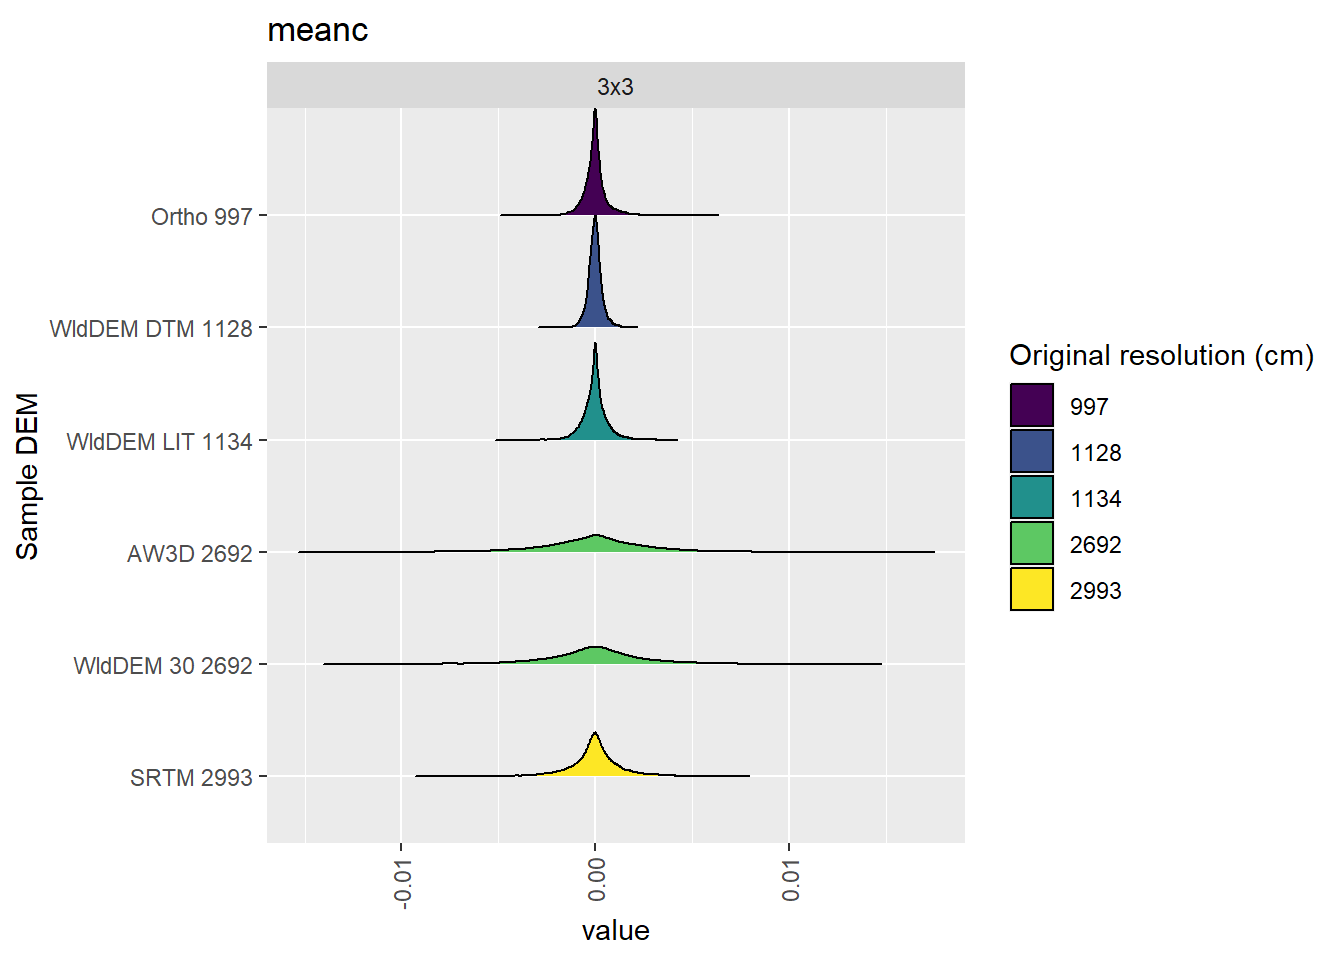 meanc
3x3
Sample DEM
Ortho 997
WldDEM DTM 1128
WldDEM LIT 1134
AW3D 2692
WldDEM 30 2692
SRTM 2993
-0.01
0.00
0.01
value
Original resolution (cm)
997
1128
1134
2692
2993